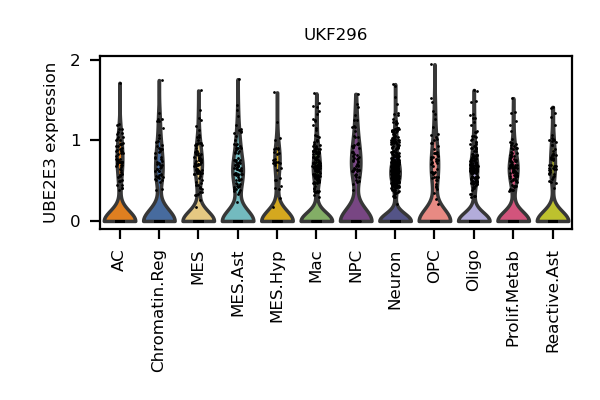 UKF296
UBE2E3 expression
2
1
0
AC
Chromatin.Reg
MES
MES.Ast
MES.Hyp
Mac
NPC
Neuron
OPC
Oligo
Prolif.Metab
Reactive.Ast